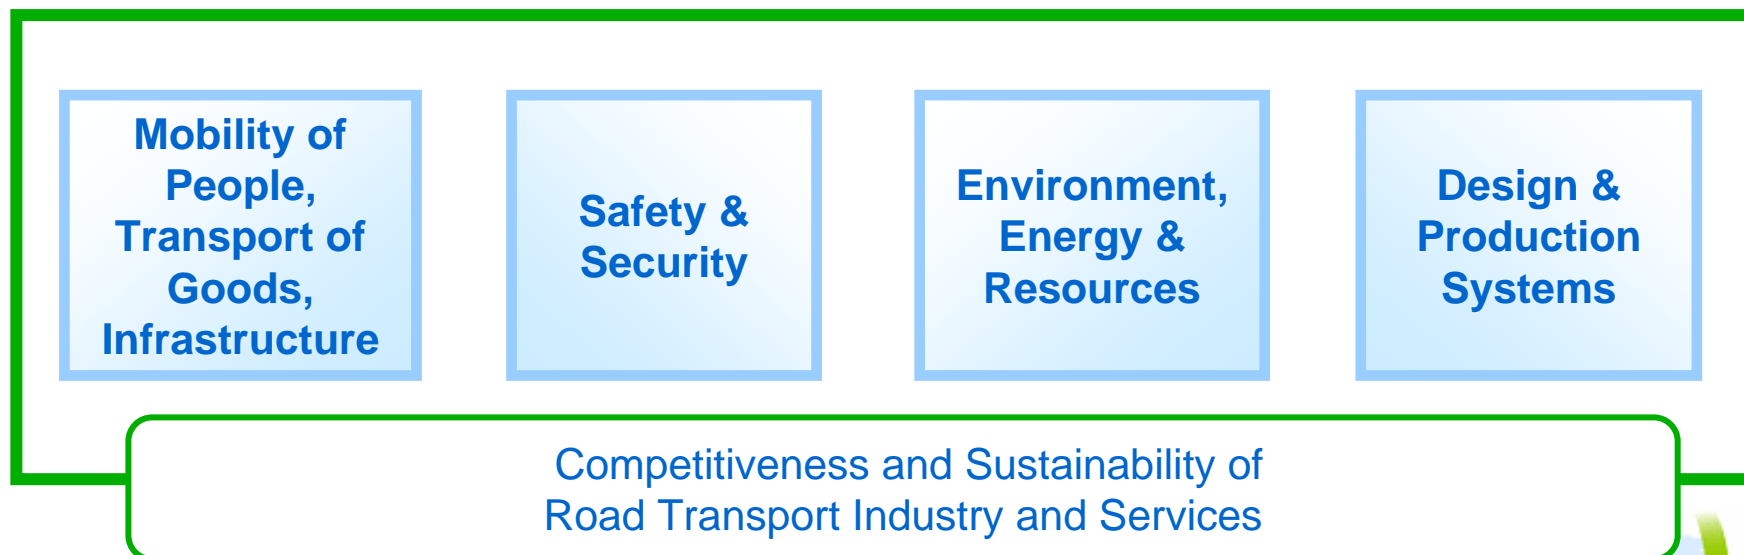 Mobility of
People,
Transport of
Goods,
Infrastructure
Safety &
Security
Environment,
Energy &
Resources
Design &
Production
Systems
Competitiveness and Sustainability of
Road Transport Industry and Services